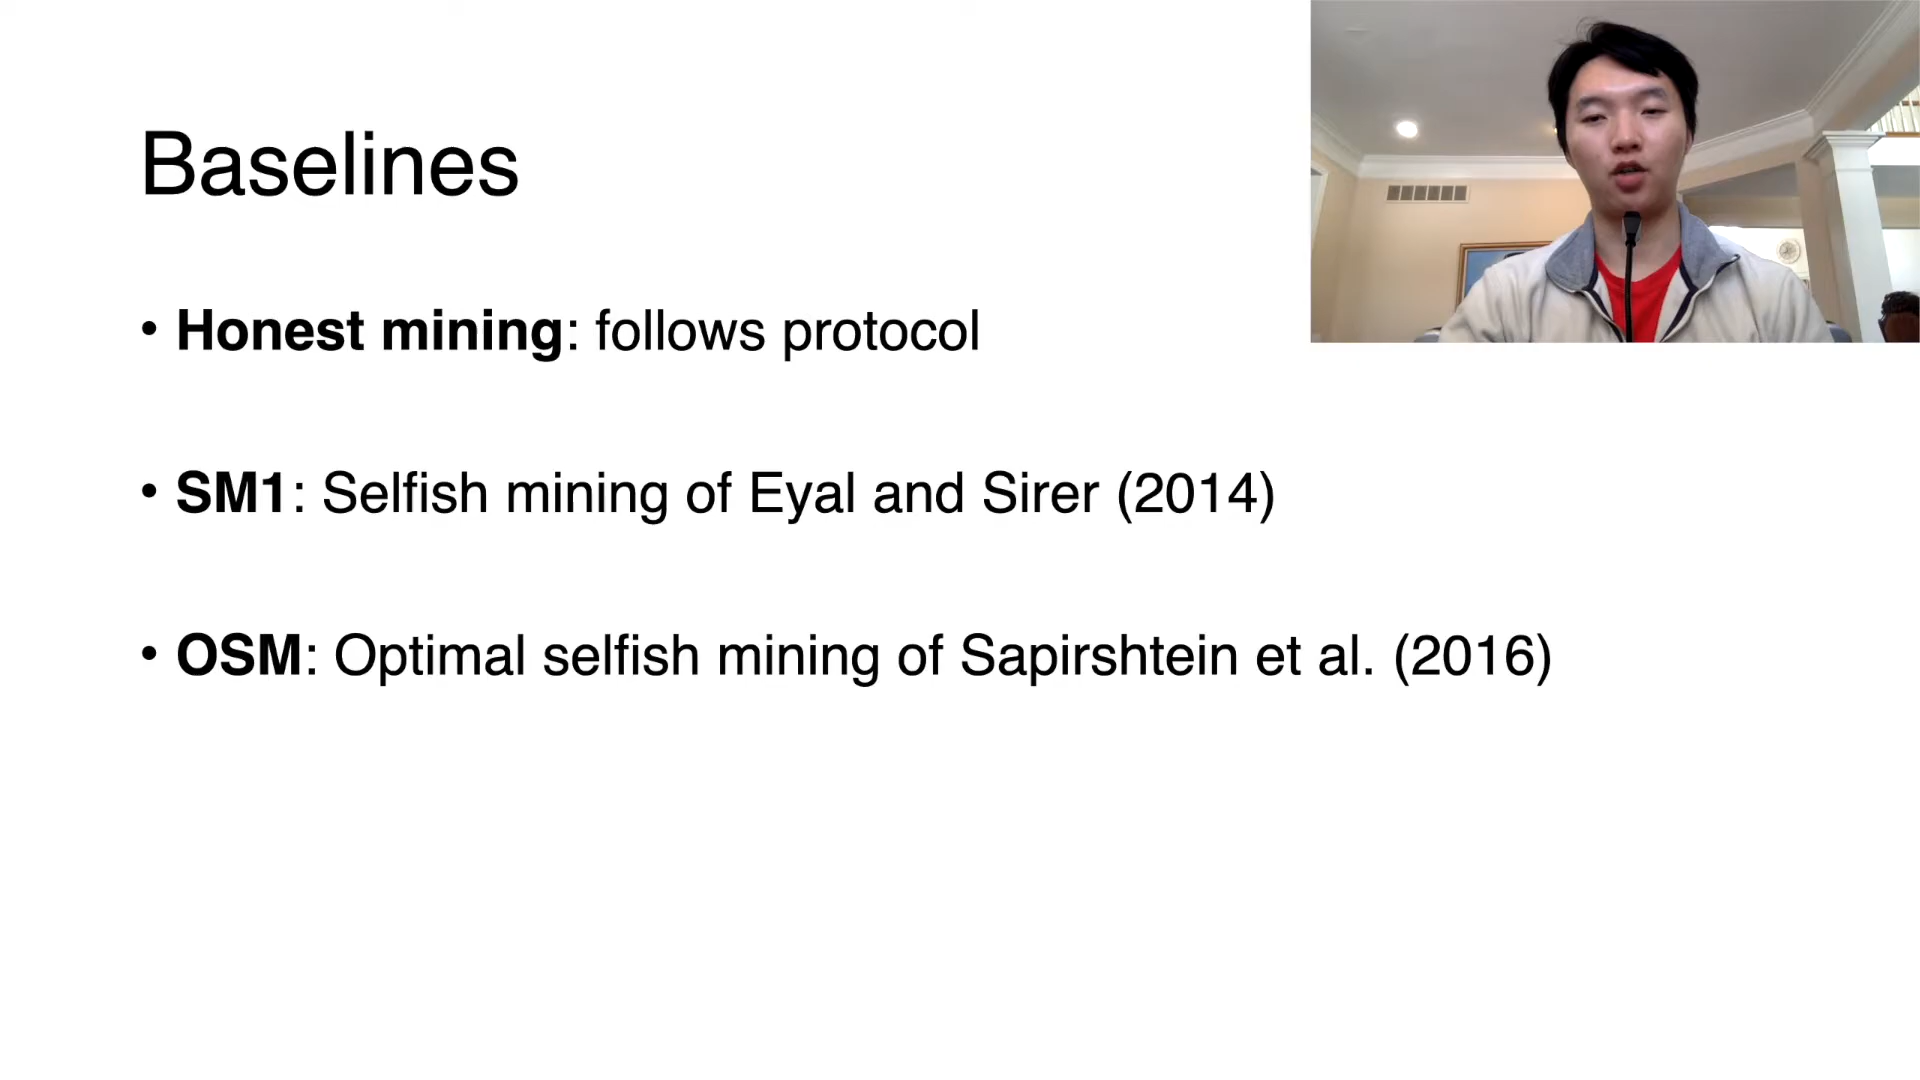 Baselines
• Honest mining: follows protocol
• SM1: Selfish mining of Eyal and Sirer (2014)
• OSM: Optimal selfish mining of Sapirshtein et al. (2016)